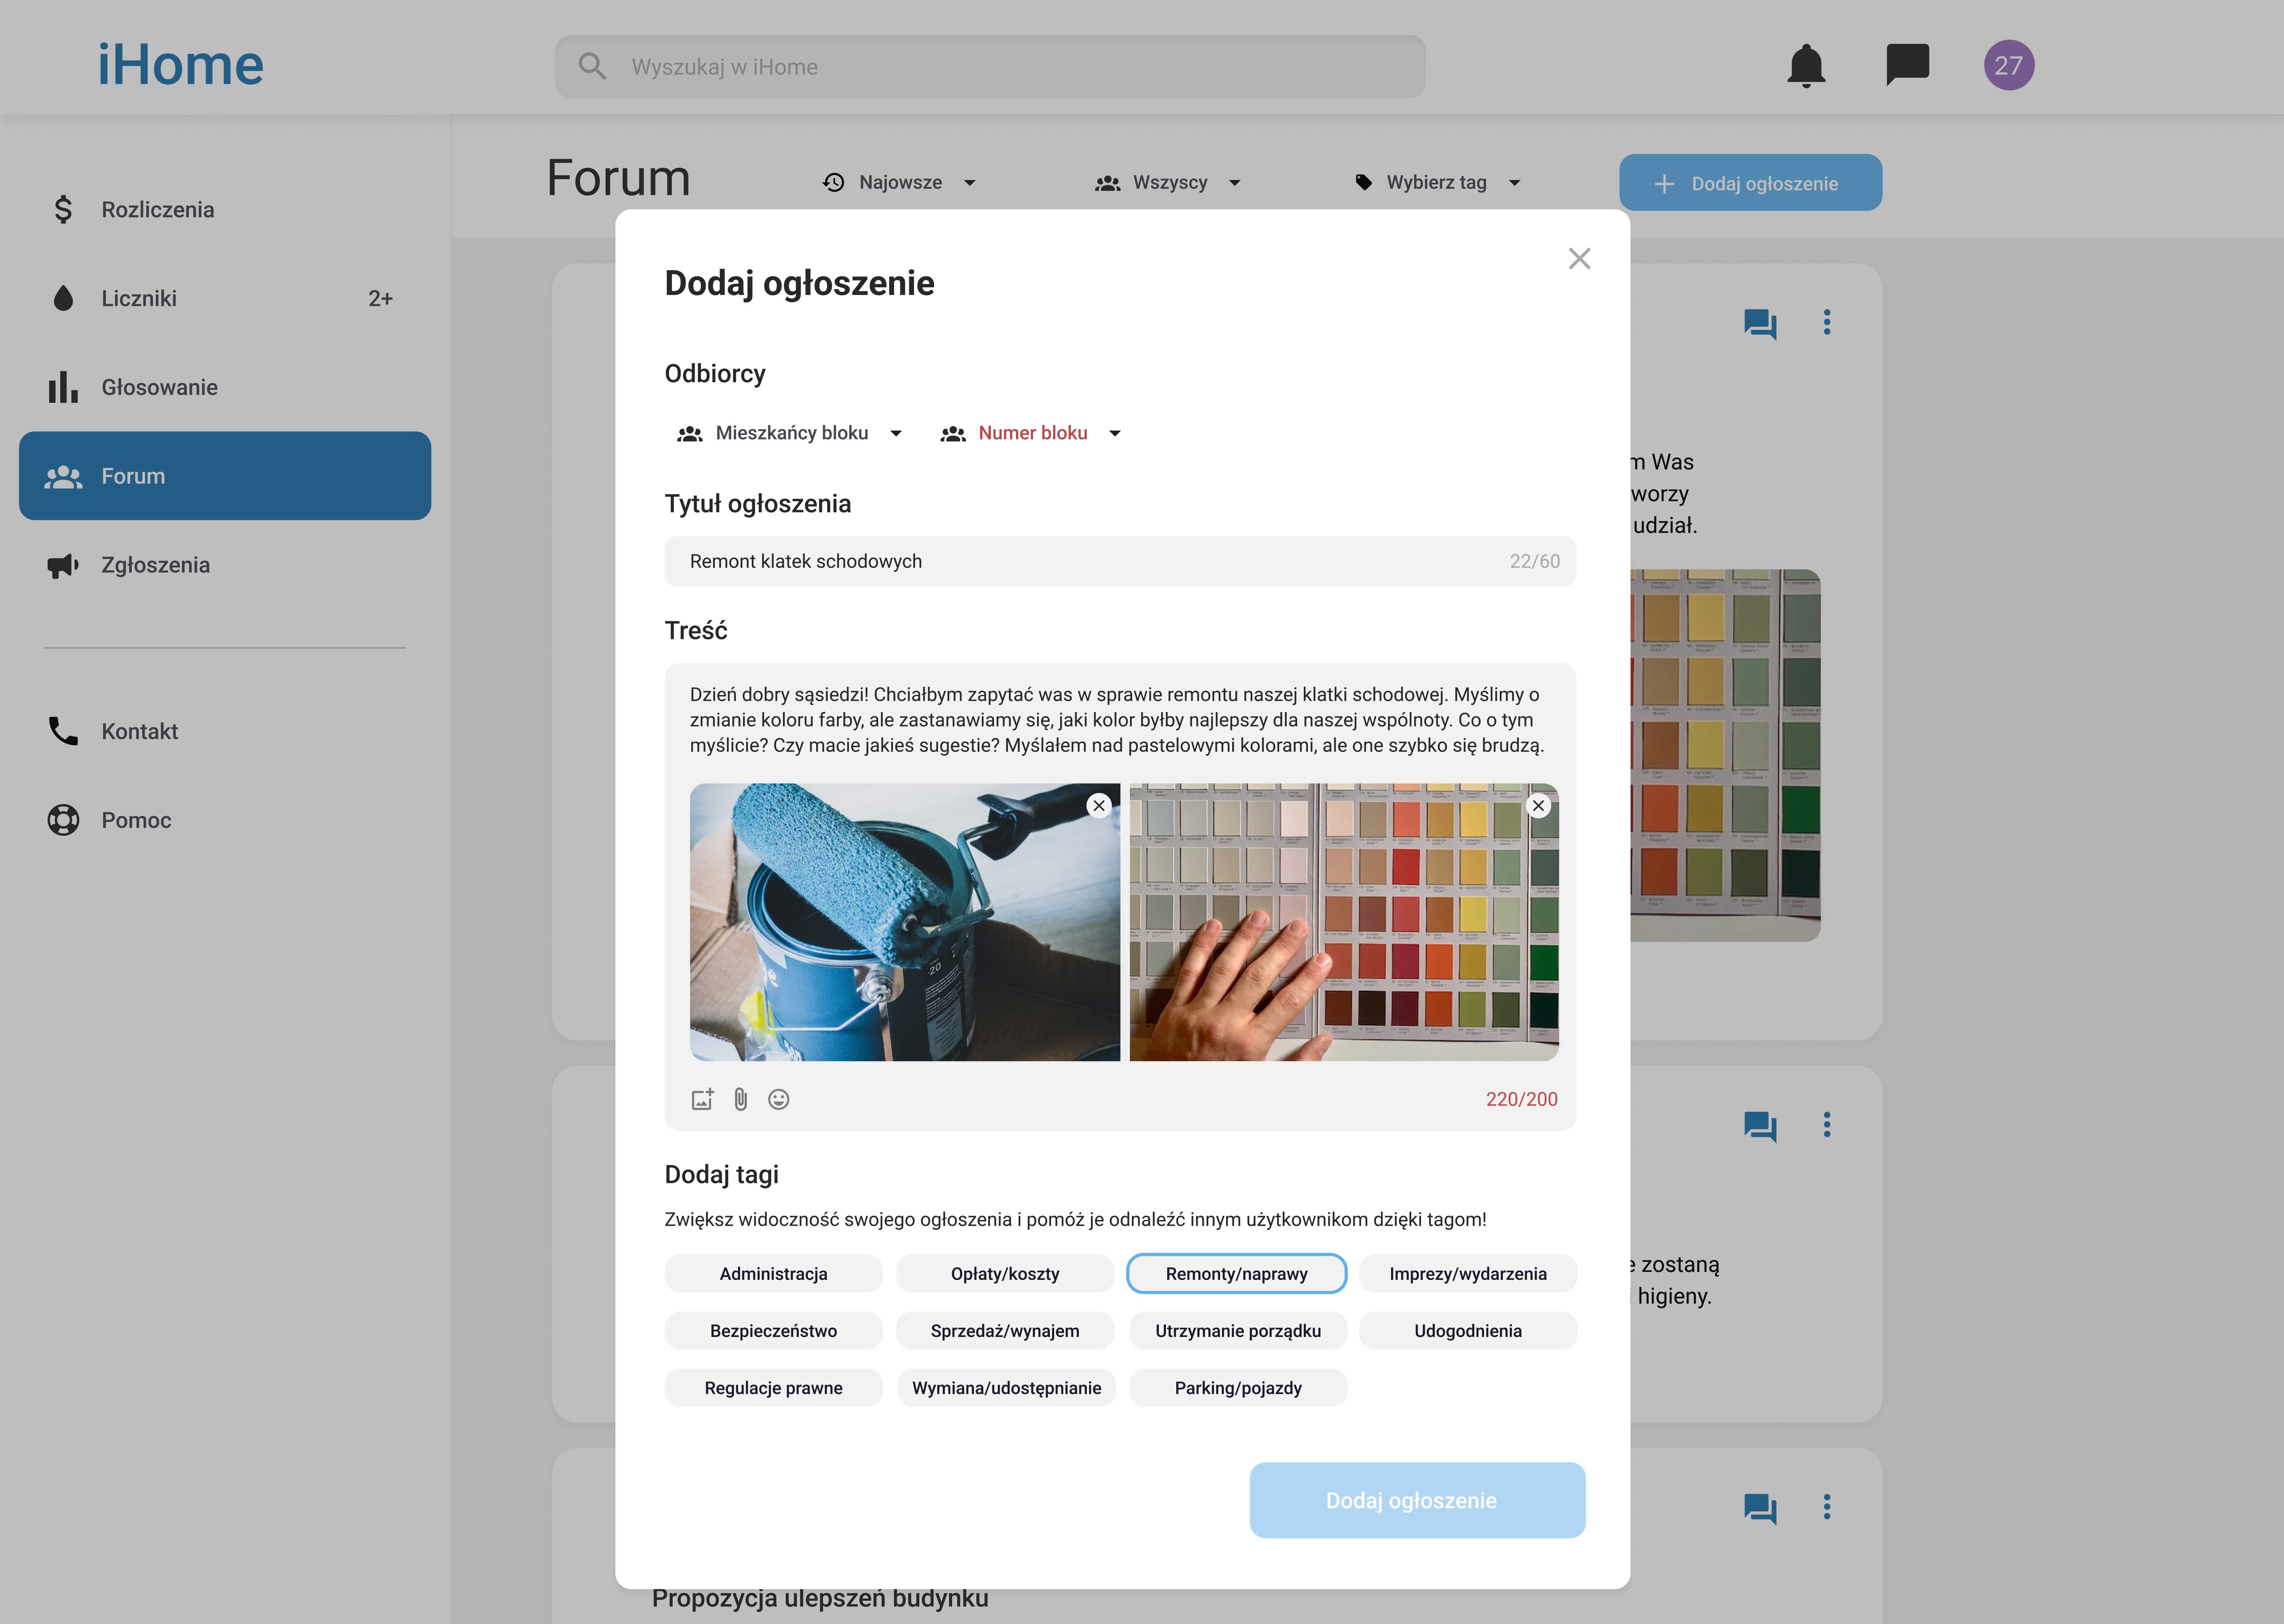 iHome
Wyszukaj w iHome
27
Rozliczenia
Liczniki
2+
Głosowanie
Forum
Zgłoszenia
Kontakt
Pomoc
Forum
Najowsze
Wszyscy
Wybierz tag
Dodaj ogłoszenie
Dodaj ogłoszenie
Odbiorcy
Mieszkańcy bloku
Numer bloku
Tytuł ogłoszenia
Remont klatek schodowych
22/60
Treść
Dzień dobry sąsiedzi! Chciałbym zapytać was w sprawie remontu naszej klatki schodowej. Myślimy o
zmianie koloru farby, ale zastanawiamy się, jaki kolor byłby najlepszy dla naszej wspólnoty. Co o tym
myślicie? Czy macie jakieś sugestie? Myślałem nad pastelowymi kolorami, ale one szybko się brudzą.
220/200
Dodaj tagi
Zwiększ widoczność swojego ogłoszenia i pomóż je odnaleźć innym użytkownikom dzięki tagom!
Administracja
Opłaty/koszty
Remonty/naprawy
Imprezy/wydarzenia
Bezpieczeństwo
Sprzedaż/wynajem
Utrzymanie porządku
Udogodnienia
Regulacje prawne
Wymiana/udostępnianie
Parking/pojazdy
Dodaj ogłoszenie
m Was
worzy
udział.
zostaną
higieny.
Propozycja ulepszeń budynku